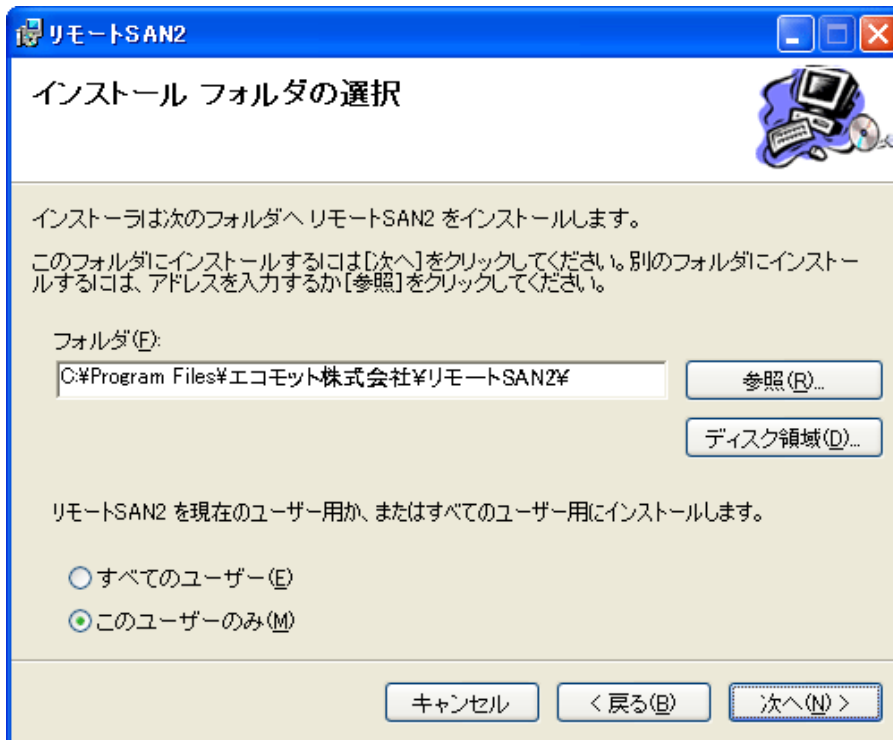 リモートSAN2
インストール フォルダの選択
インストーラは次のフォルダへ リモートSAN2 をインストールします。
このフォルダにインストールするには[次へ]をクリックしてください。別のフォルダにインストー
ルするには、アドレスを入力するか[参照]をクリックしてください。
フォルダ(F):
C:¥Program Files¥エコモット株式会社¥リモートSAN2¥
参照(R)...
ディスク領域(D)...
リモートSAN2 を現在のユーザー用か、またはすべてのユーザー用にインストールします。
すべてのユーザー(E)
このユーザーのみ(M)
キャンセル
< 戻る(B)
次へ(N) >